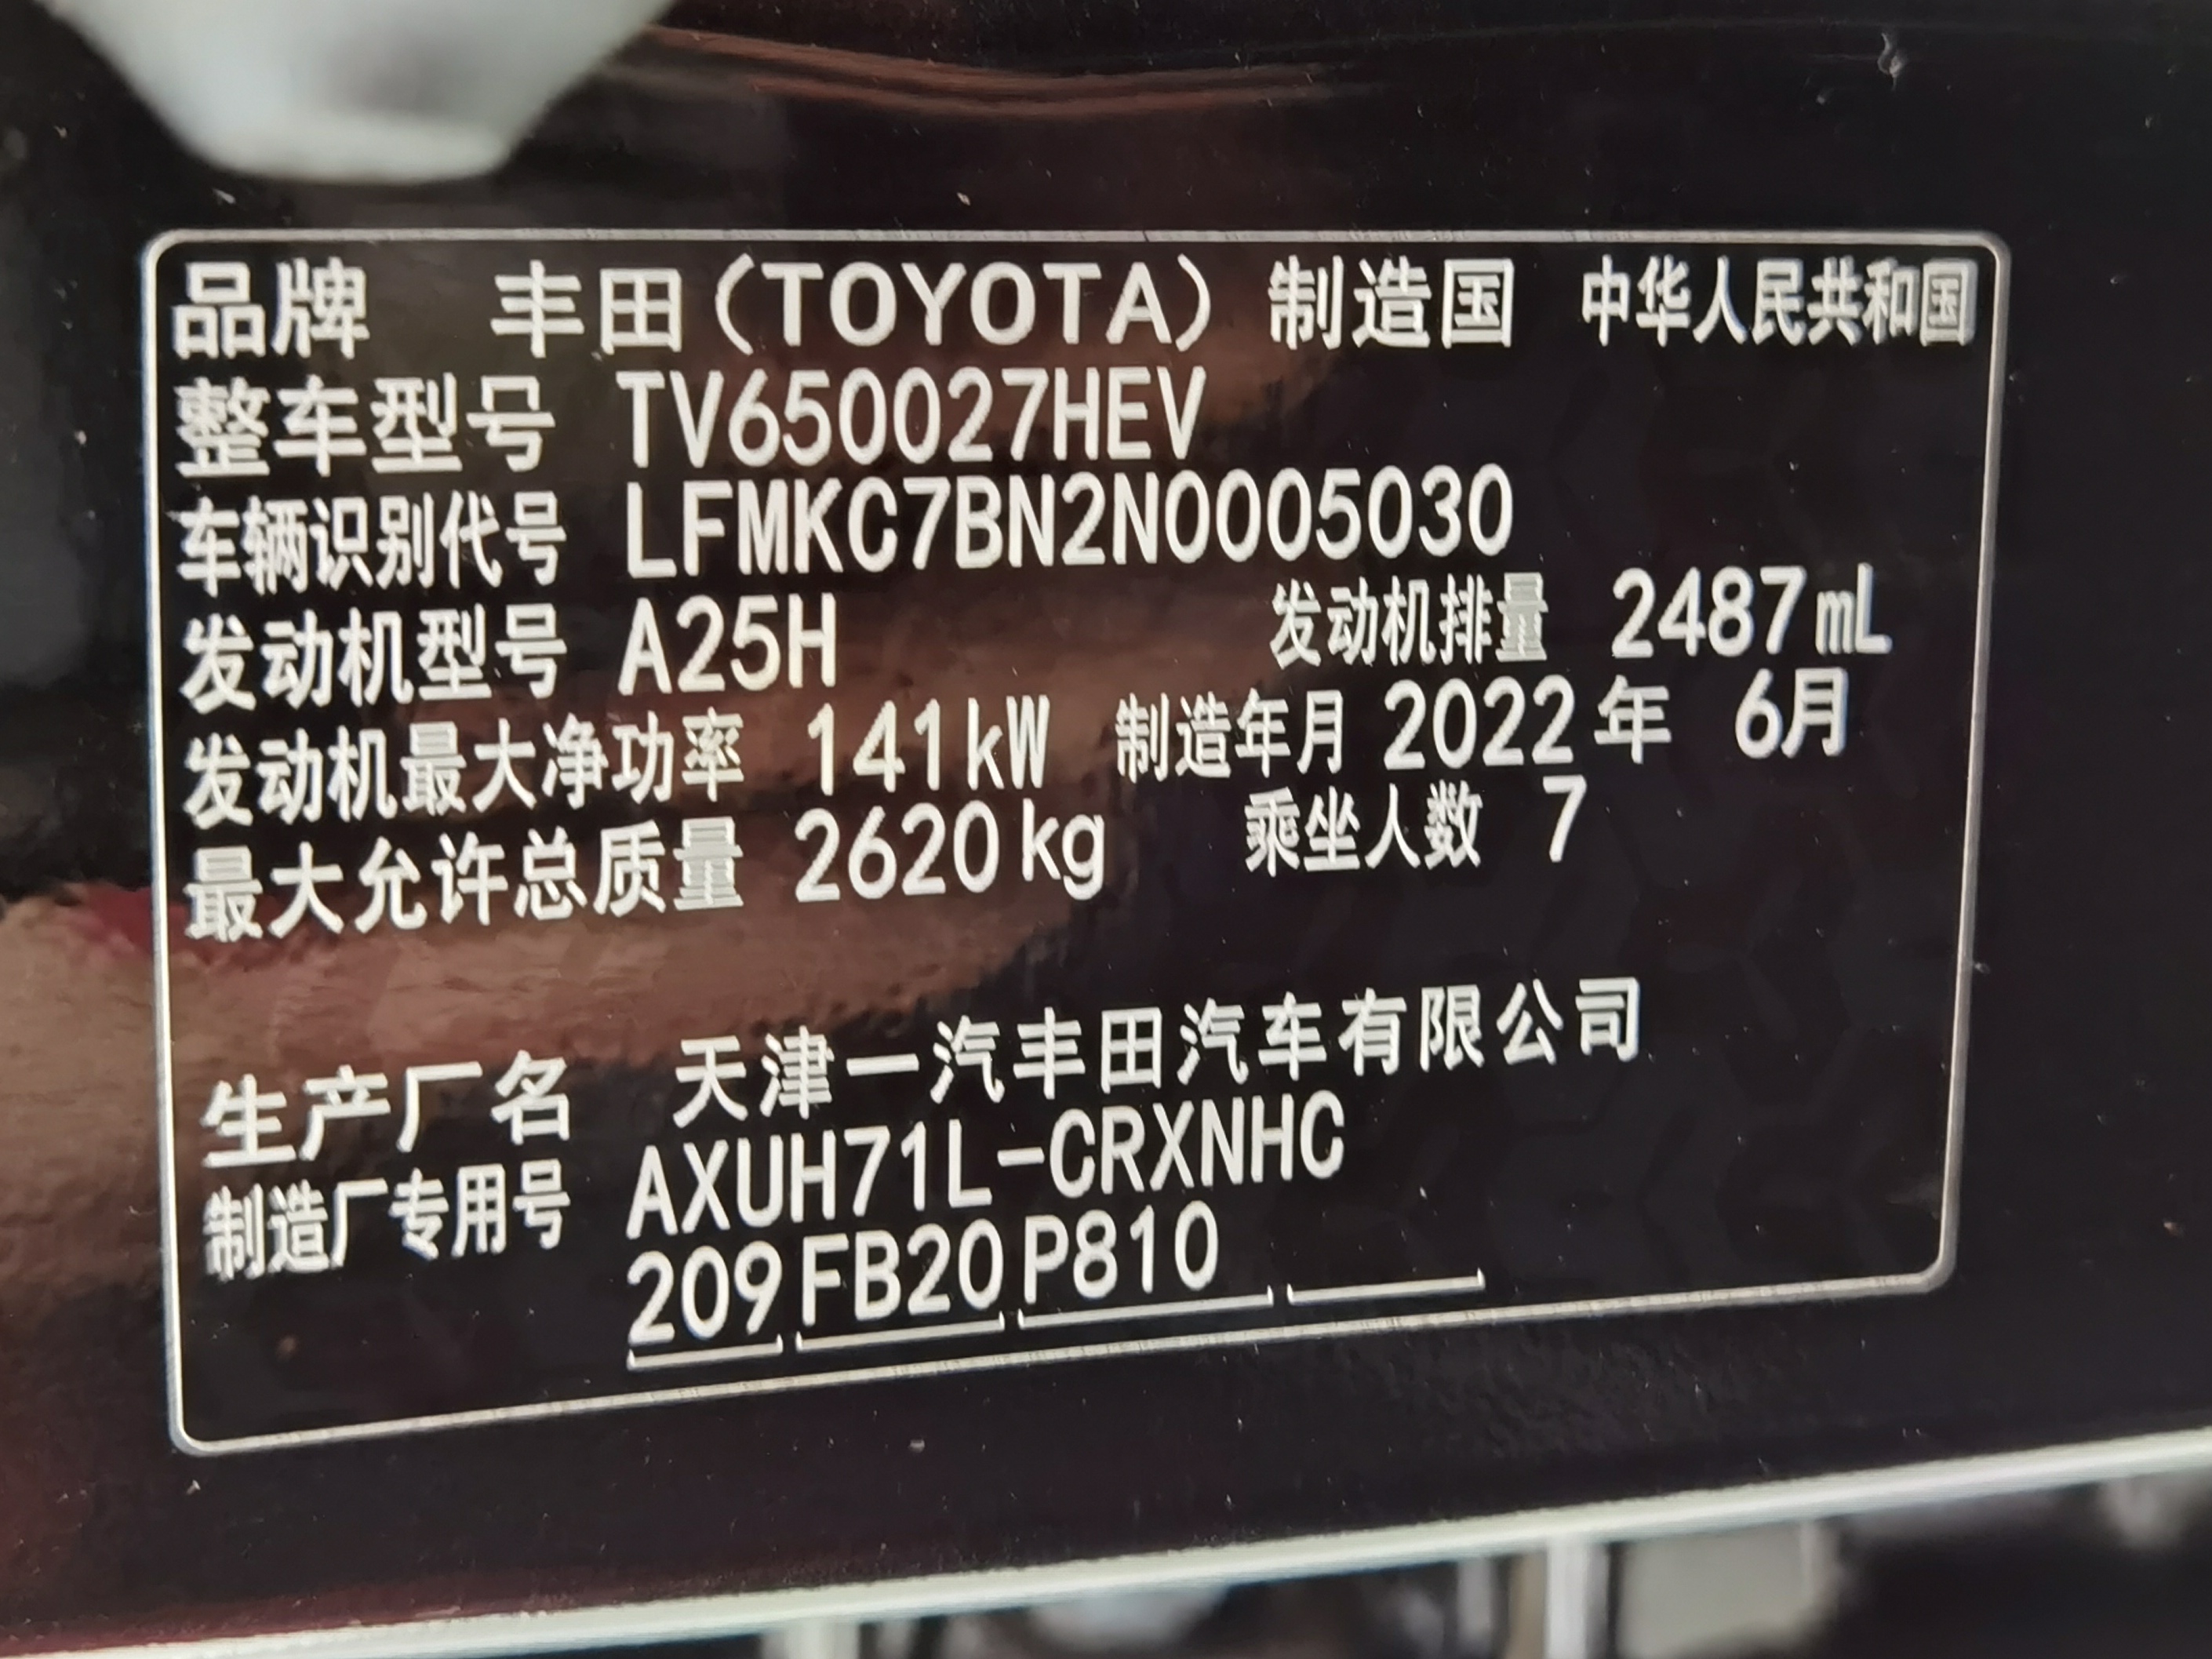 品牌 丰田(TOYOTA) 制造国 中华人民共和国
整车型号 TV650027HEV
车辆识别代号 LFMKC7BN2N0005030
发动机型号 A25H 发动机排量 2487mL
发动机最大净功率 141kW 制造年月 2022年 6月
最大允许总质量 2620kg 乘坐人数 7
生产厂名 天津一汽丰田汽车有限公司
制造厂专用号 AXUH71L-CRXNHC
209 FB20 P810